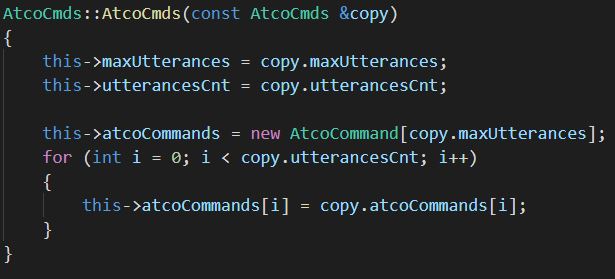 AtcoCmds::AtcoCmds(const AtcoCmds &copy)
{
    this->maxUtterances = copy.maxUtterances;
    this->utterancesCnt = copy.utterancesCnt;

    this->atcoCommands = new AtcoCommand[copy.maxUtterances];
    for (int i = 0; i < copy.utterancesCnt; i++)
    {
        this->atcoCommands[i] = copy.atcoCommands[i];
    }
}